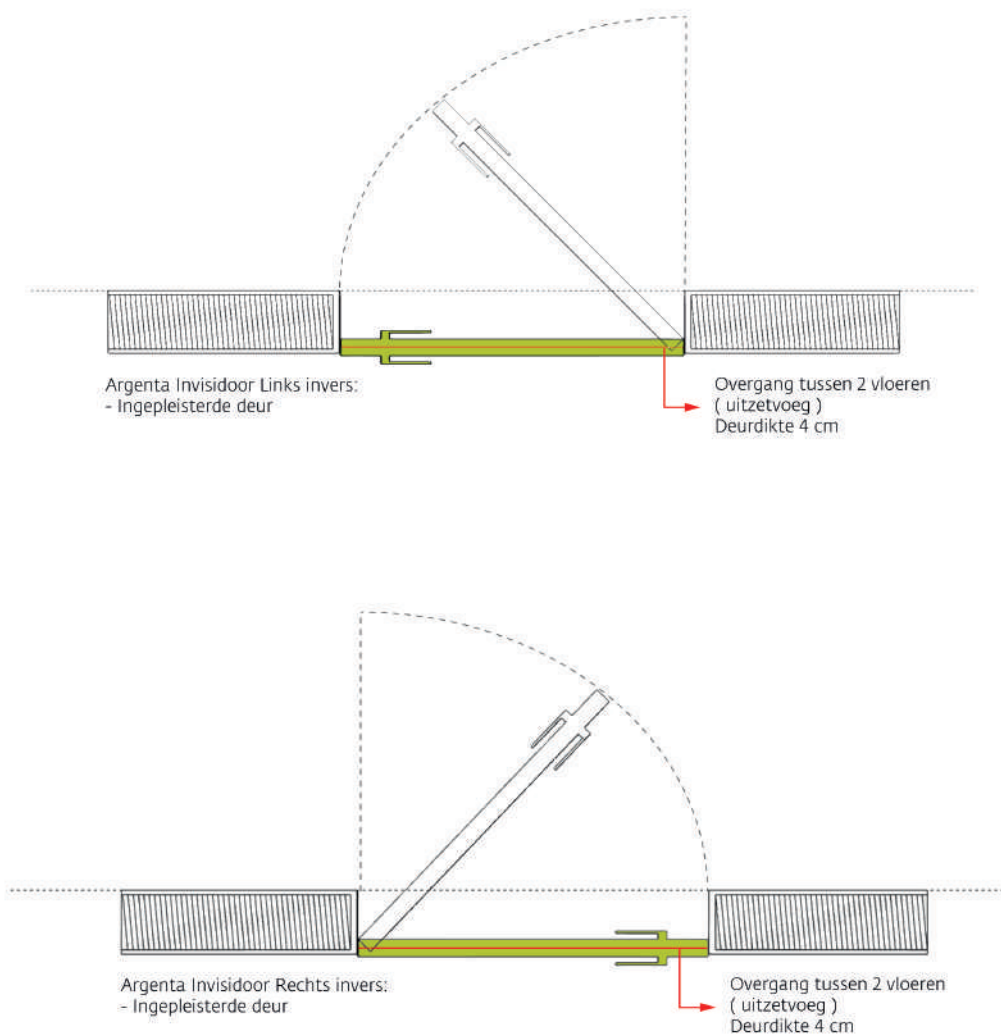 Argenta Invisidoor Links invers:
- Ingepleisterde deur
Overgang tussen 2 vloeren
( uitzetvoeg )
Deurdikte 4 cm
Argenta Invisidoor Rechts invers:
- Ingepleisterde deur
Overgang tussen 2 vloeren
( uitzetvoeg )
Deurdikte 4 cm